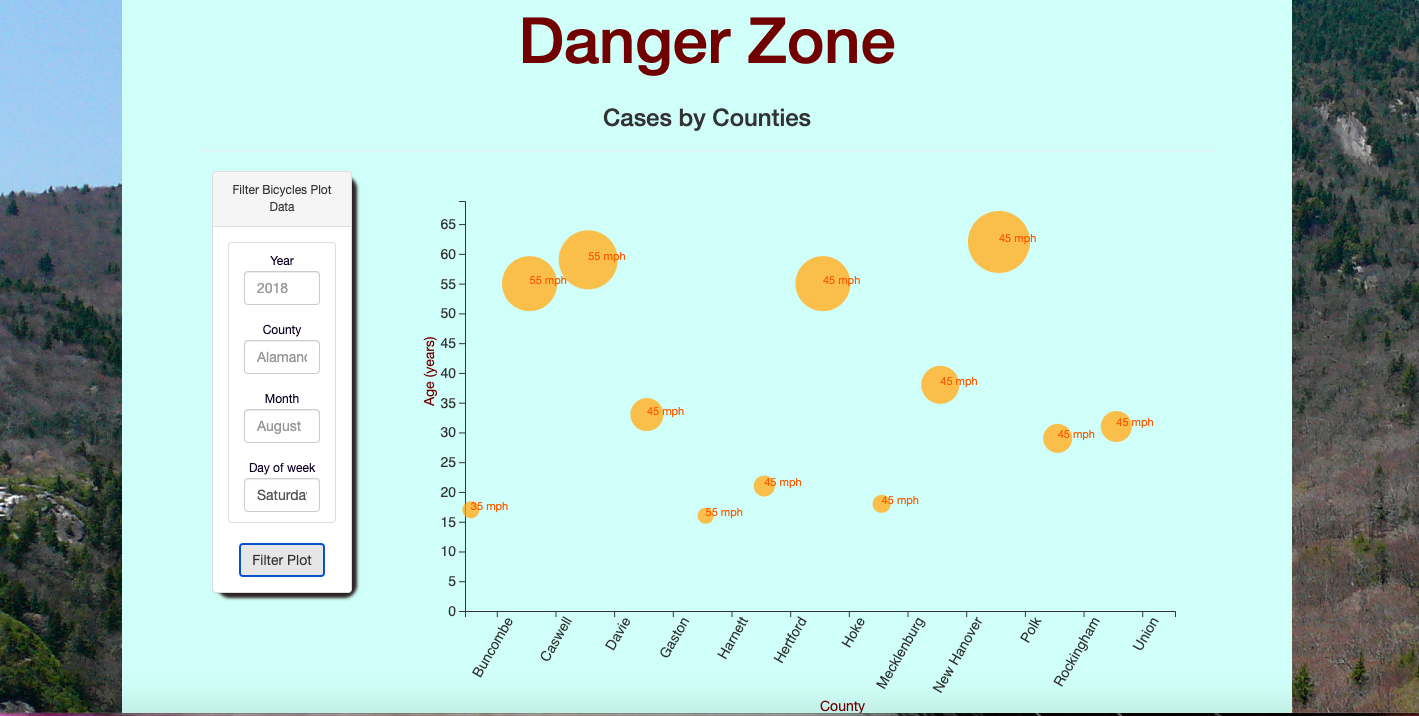 Danger Zone
Cases by Counties
Filter Bicycles Plot
Data
Year
2018
County
Alamanc
Month
August
Day of week
Saturda
Filter Plot
65
60
55
50
45
40
35
30
25
20
15
10
5
0
Age (years)
55 mph
55 mph
45 mph
45 mph
45 mph
45 mph
45 mph
45 mph
45 mph
45 mph
35 mph
55 mph
Buncombe
Caswell
Davie
Gaston
Harnett
Hertford
Hoke
Mecklenburg
New Hanover
Polk
Rockingham
Union
County